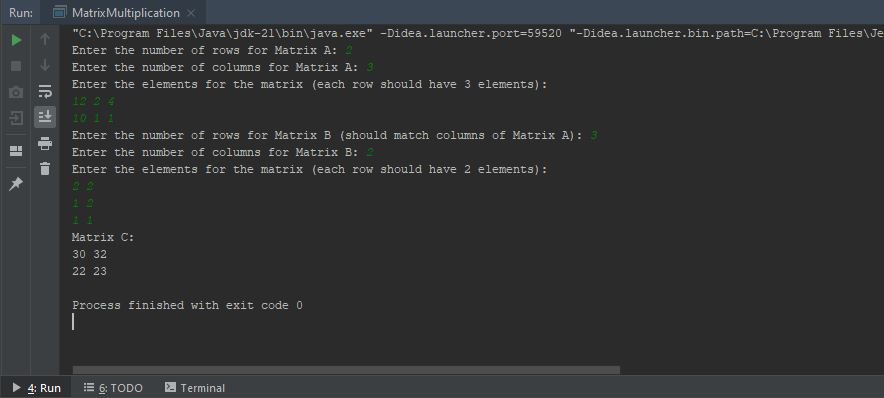 Run: MatrixMultiplication
"C:\Program Files\Java\jdk-21\bin\java.exe" -Didea.launcher.port=59520 "-Didea.launcher.bin.path=C:\Program Files\Je
Enter the number of rows for Matrix A: 2
Enter the number of columns for Matrix A: 3
Enter the elements for the matrix (each row should have 3 elements):
12 2 4
10 1 1
Enter the number of rows for Matrix B (should match columns of Matrix A): 3
Enter the number of columns for Matrix B: 2
Enter the elements for the matrix (each row should have 2 elements):
2 2
1 2
1 1
Matrix C:
30 32
22 23
Process finished with exit code 0
4: Run 6: TODO Terminal